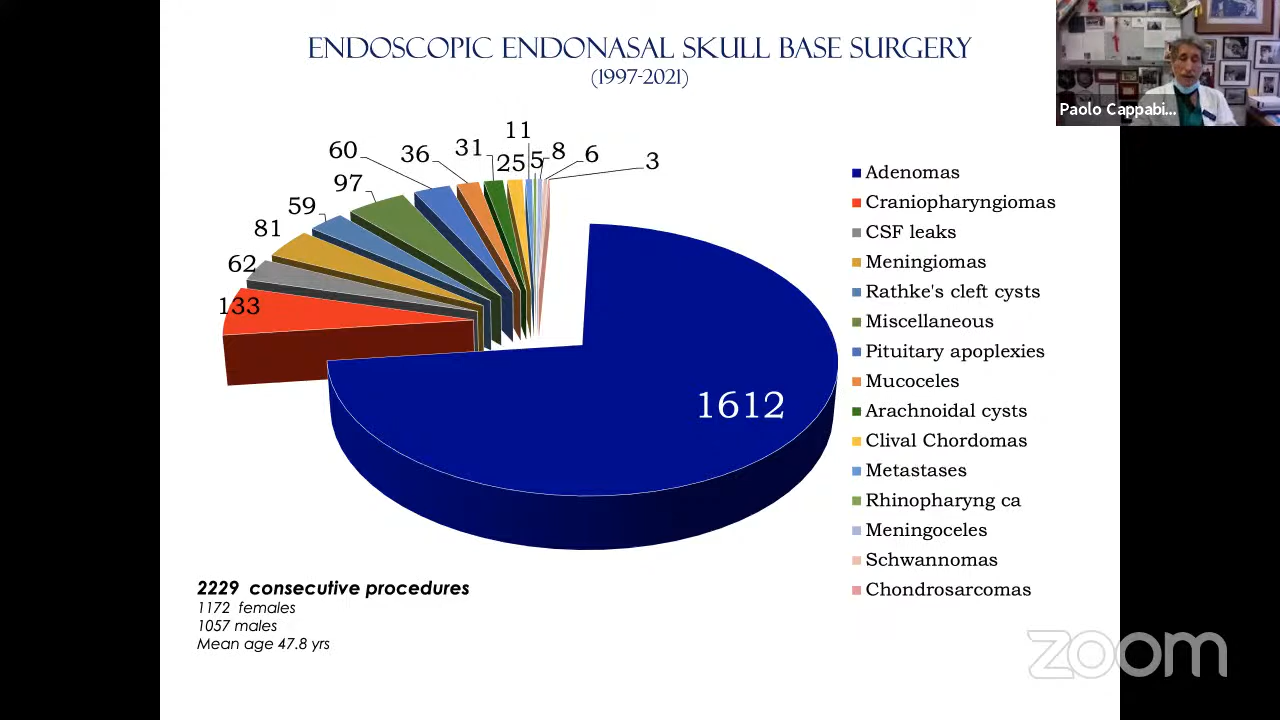 ENDOSCOPIC ENDONASAL SKULL BASE SURGERY
(1997-2021)
Paolo Cappabi...
11
60
36
31
25
5
8
6
3
97
59
81
62
133
1612
Adenomas
Craniopharyngiomas
CSF leaks
Meningiomas
Rathke's cleft cysts
Miscellaneous
Pituitary apoplexies
Mucoceles
Arachnoidal cysts
Clival Chordomas
Metastases
Rhinopharyng ca
Meningoceles
Schwannomas
Chondrosarcomas
2229 consecutive procedures
1172 females
1057 males
Mean age 47.8 yrs
zoom